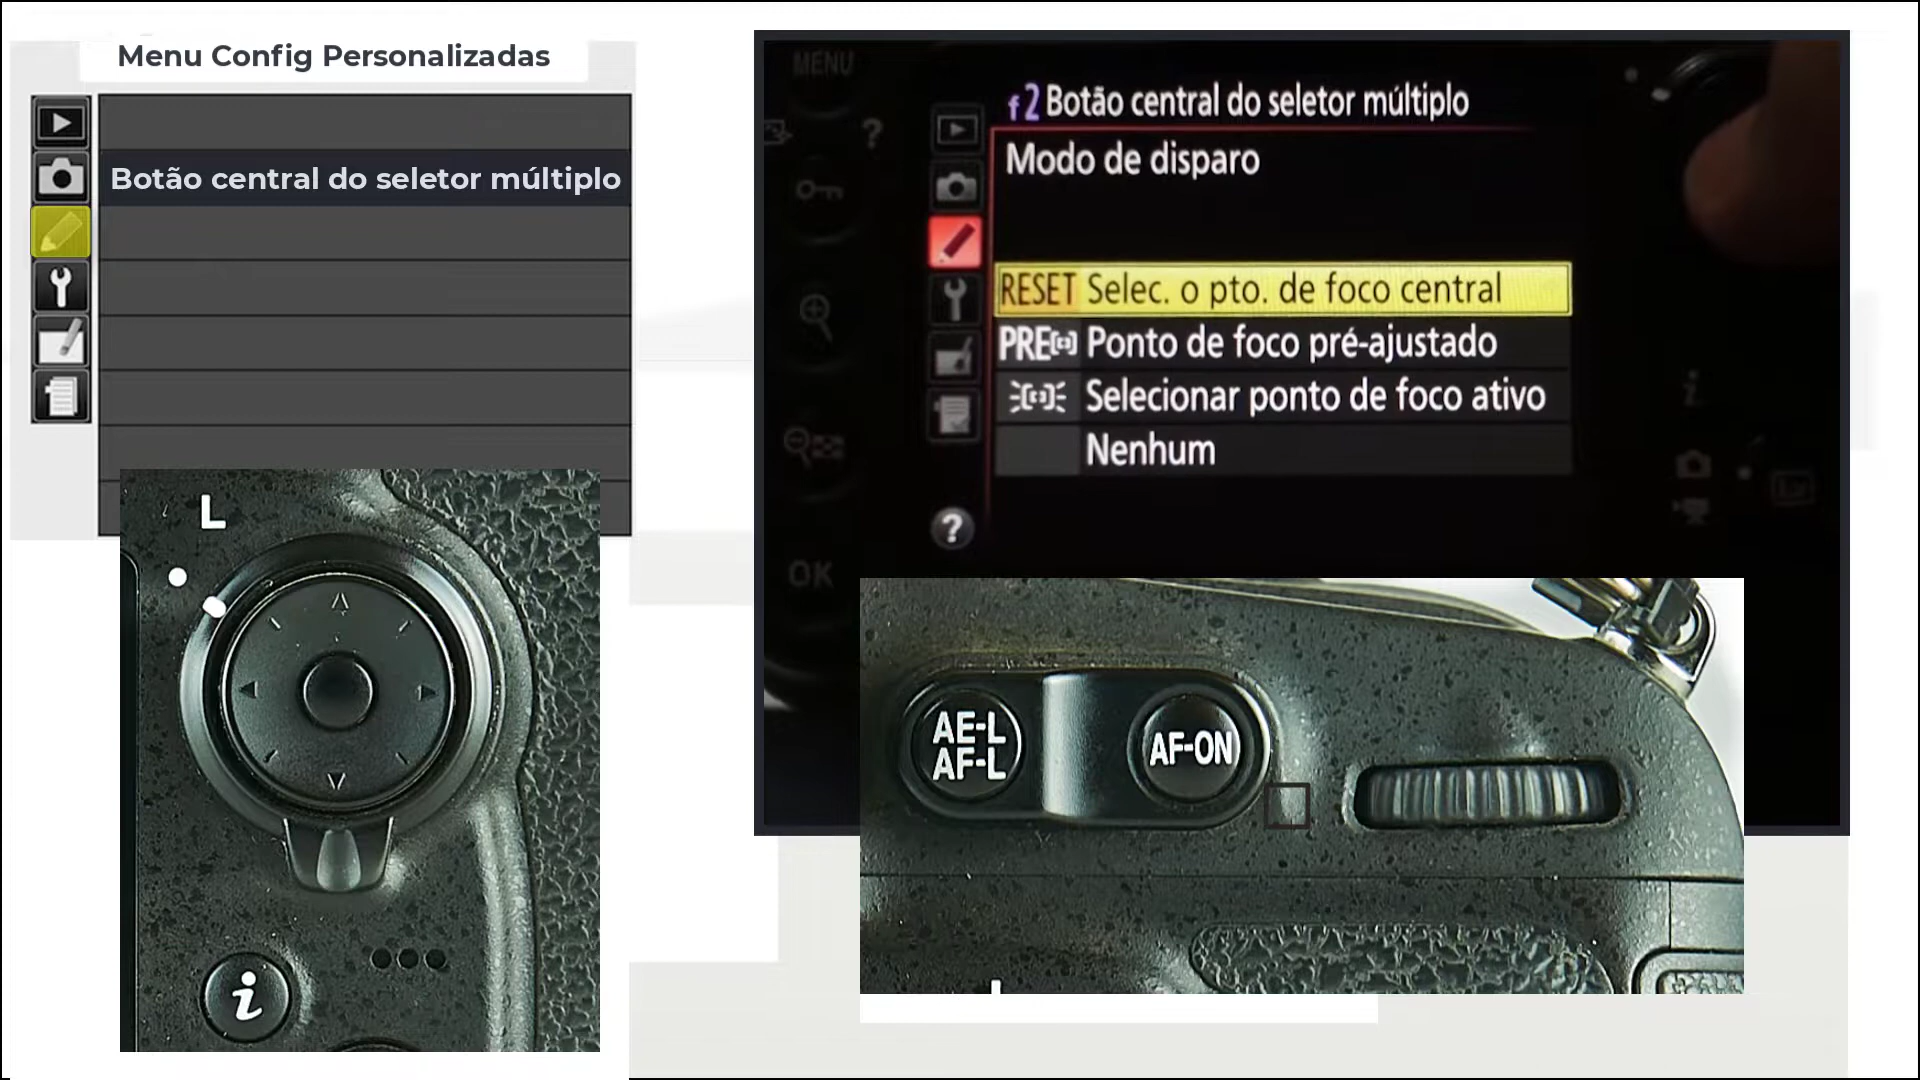 Menu Config Personalizadas
Botão central do seletor múltiplo
L
i
MENU
?
f2 Botão central do seletor múltiplo
Modo de disparo
RESET Selec. o pto. de foco central
PRE Ponto de foco pré-ajustado
Selecionar ponto de foco ativo
Nenhum
?
OK
i
Lv
AE-L
AF-L
AF-ON